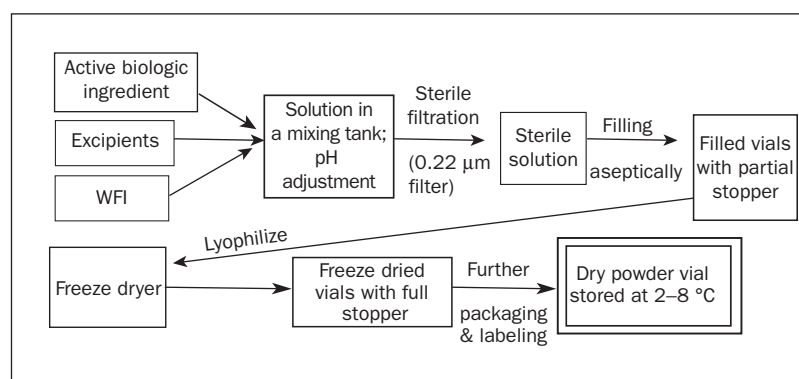 Active biologic
ingredient
Excipients
WFI
Solution in
a mixing tank;
pH
adjustment
Sterile
filtration
(0.22 μm
filter)
Sterile
solution
Filling
aseptically
Filled vials
with partial
stopper
Lyophilize
Freeze dryer
Freeze dried
vials with full
stopper
Further
packaging
& labeling
Dry powder vial
stored at 2–8 °C